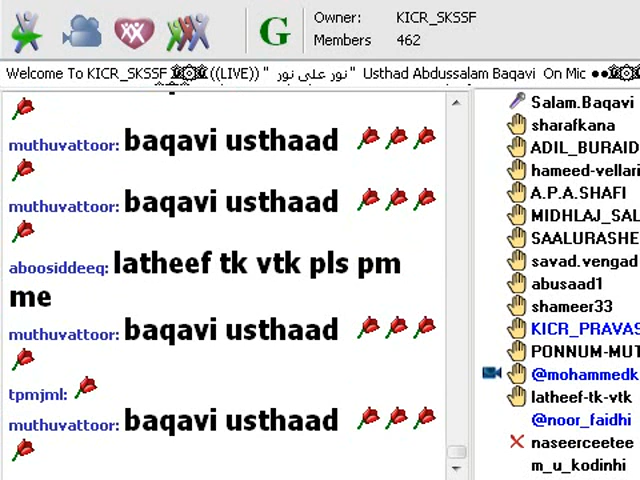 G
Owner: KICR_SKSSF
Members 462
Welcome To KICR_SKSSF ۞ ((LIVE)) " نور على نور " Usthad Abdussalam Baqavi On Mic ●●۞
muthuvattoor: baqavi usthaad
muthuvattoor: baqavi usthaad
aboosiddeeq: latheef tk vtk pls pm
me
muthuvattoor: baqavi usthaad
tpmjml:
muthuvattoor: baqavi usthaad
Salam.Baqavi
sharafkana
ADIL_BURAID
hameed-vellari
A.P.A.SHAFI
MIDHLAJ_SAL
SAALURASHE
savad.vengad
abusaad1
shameer33
KICR_PRAVAS
PONNUM-MUT
@mohammedk
latheef-tk-vtk
@noor_faidhi
naseerceetee
m_u_kodinhi